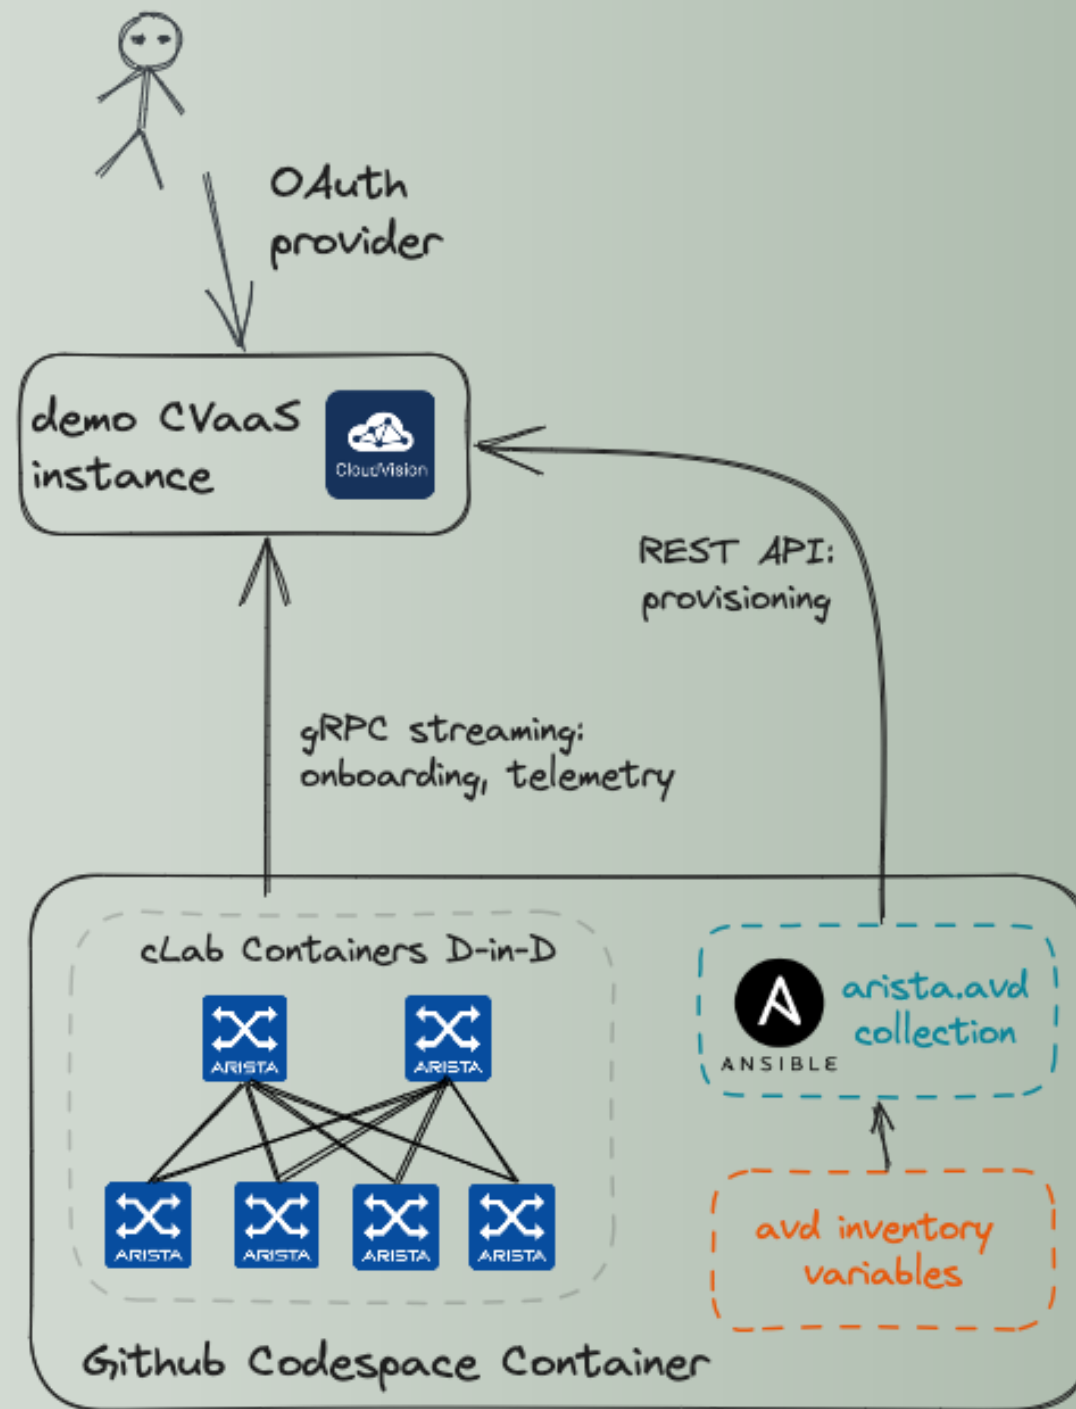 OAuth
provider
demo CVaaS
instance
CloudVision
REST API:
provisioning
gRPC streaming:
onboarding, telemetry
cLab Containers D-in-D
ARISTA
ARISTA
ARISTA
ARISTA
ARISTA
ARISTA
ANSIBLE
arista.avd
collection
avd inventory
variables
Github Codespace Container